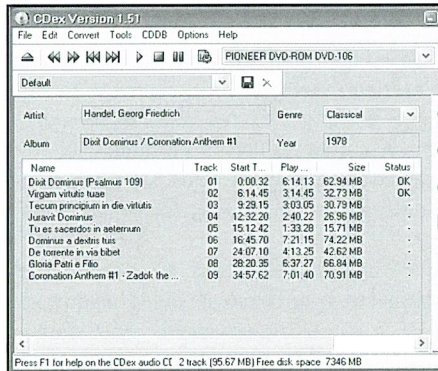 CDex Version 1.51
File Edit Convert Tools CDDB Options Help
PIONEER DVD-ROM DVD-106
Default
Artist Handel, Georg Friedrich Genre Classical
Album Dixit Dominus / Coronation Anthem #1 Year 1978
Name Track Start T... Play ... Size Status
Dixit Dominus (Psalmus 109) 01 0:00.32 6:14.13 62.94 MB OK
Virgam virtutis tuae 02 6:14.45 3:14.45 32.73 MB OK
Tecum principium in die virtutis 03 9:29.15 3:03.05 30.79 MB -
Juravit Dominus 04 12:32.20 2:40.22 26.96 MB -
Tu es sacerdos in aeternum 05 15:12.42 1:33.28 15.71 MB -
Dominus a dextris tuis 06 16:45.70 7:21.15 74.22 MB -
De torrente in via bibet 07 24:07.10 4:13.25 42.62 MB -
Gloria Patri e Filio 08 28:20.35 6:37.27 66.84 MB -
Coronation Anthem #1 - Zadok the ... 09 34:57.62 7:01.40 70.91 MB -
Press F1 for help on the CDex audio CD 2 track (95.67 MB) Free disk space 7346 MB